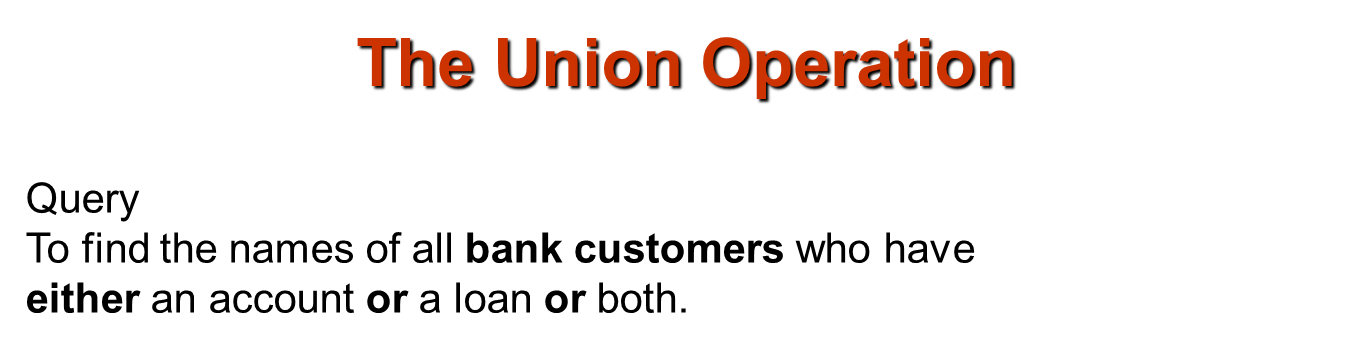 The Union Operation
Query
To find the names of all bank customers who have
either an account or a loan or both.